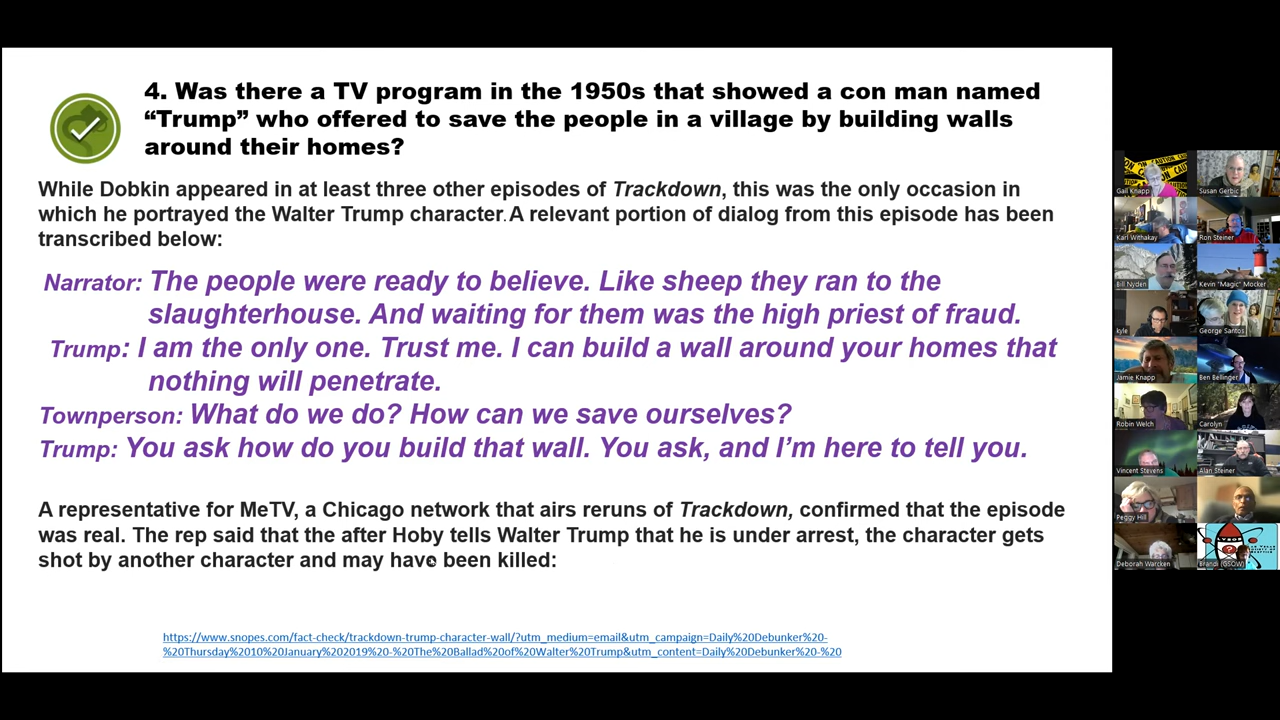 4. Was there a TV program in the 1950s that showed a con man named
“Trump” who offered to save the people in a village by building walls
around their homes?
While Dobkin appeared in at least three other episodes of Trackdown, this was the only occasion in
which he portrayed the Walter Trump character. A relevant portion of dialog from this episode has been
transcribed below:
Narrator: The people were ready to believe. Like sheep they ran to the
slaughterhouse. And waiting for them was the high priest of fraud.
Trump: I am the only one. Trust me. I can build a wall around your homes that
nothing will penetrate.
Townperson: What do we do? How can we save ourselves?
Trump: You ask how do you build that wall. You ask, and I’m here to tell you.
A representative for MeTV, a Chicago network that airs reruns of Trackdown, confirmed that the episode
was real. The rep said that the after Hoby tells Walter Trump that he is under arrest, the character gets
shot by another character and may have been killed:
https://www.snopes.com/fact-check/trackdown-trump-character-wall/?utm_medium=email&utm_campaign=Daily%20Debunker%20-
%20Thursday%2010%20January%202019%20-%20The%20Ballad%20of%20Walter%20Trump&utm_content=Daily%20Debunker%20-%20
CAUTION
Gail Knapp
Susan Gerbic
Karl Withakay
Ron Steiner
Bill Nyden
Kevin "Magic" Mocker
kyle
George Santos
Jamie Knapp
Ben Bellinger
Robin Welch
Carolyn
Vincent Stevens
Alan Steiner
Peggy Hill
Deborah Warcken
Brandi (GSOW)